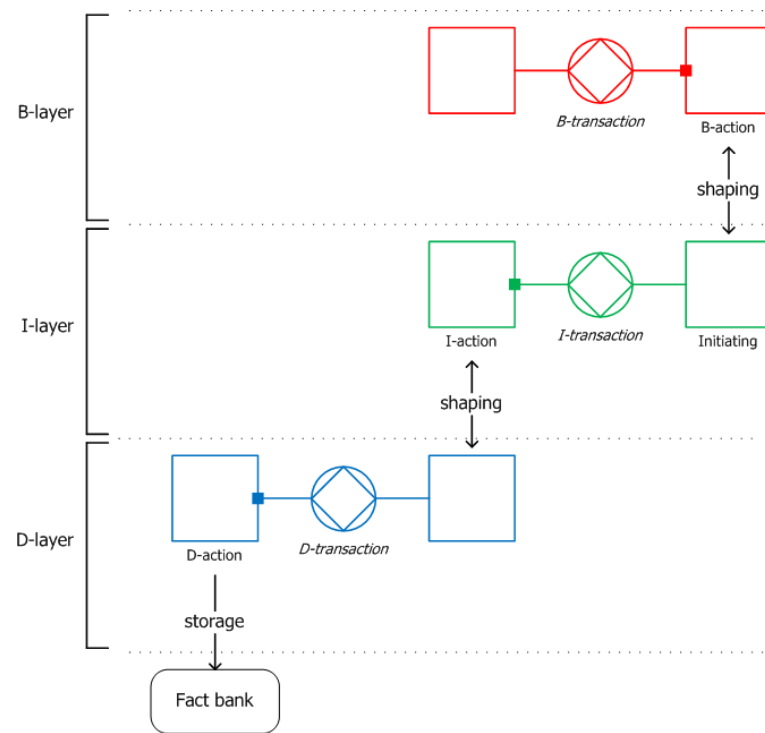 B-layer
B-transaction
B-action
shaping
I-layer
I-action
I-transaction
Initiating
shaping
D-layer
D-action
D-transaction
storage
Fact bank